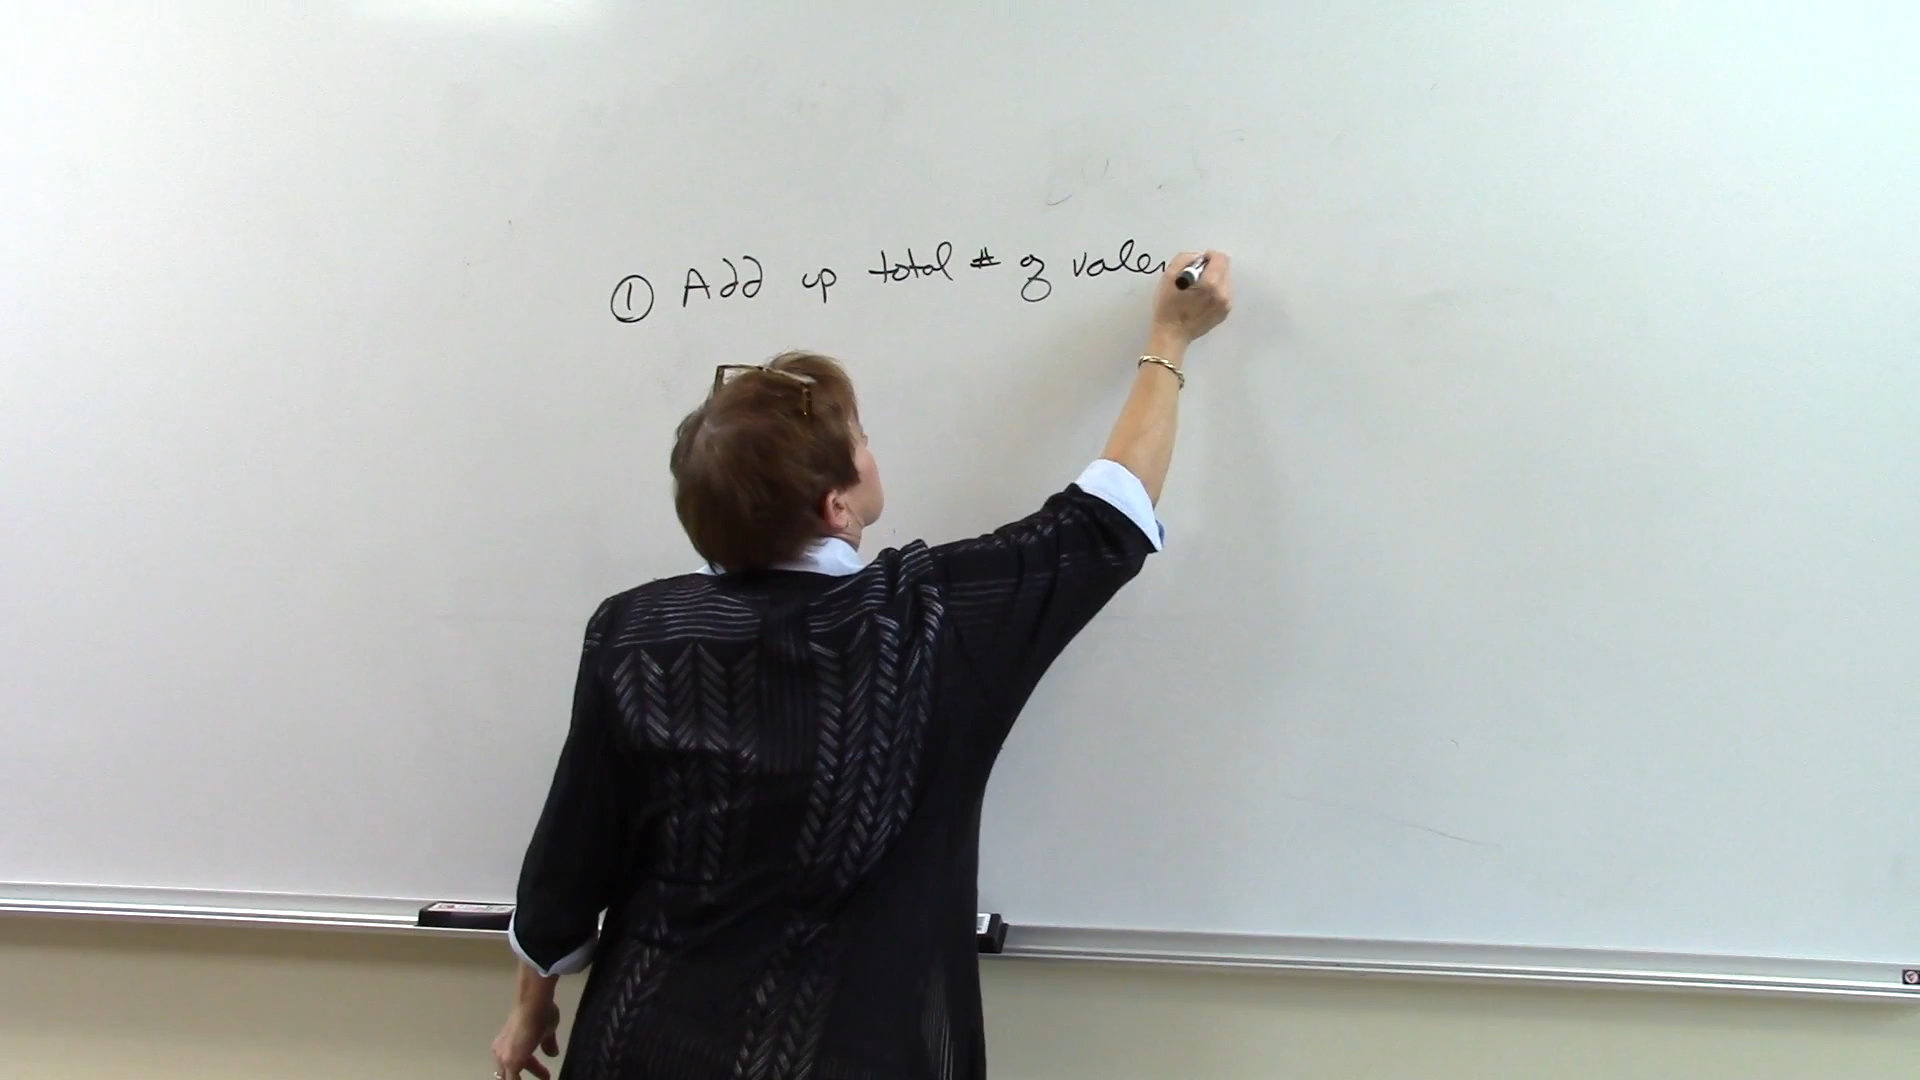 ① Add up total # of valen